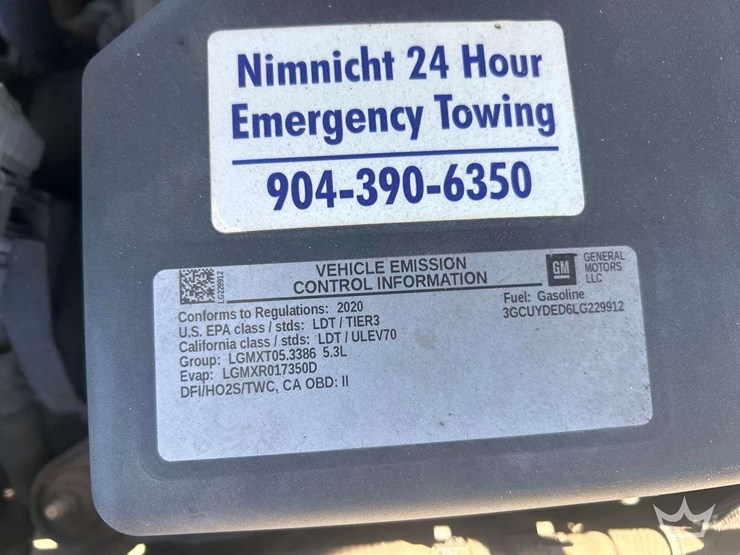 Nimnicht 24 Hour
Emergency Towing
904-390-6350
LG229912
VEHICLE EMISSION
CONTROL INFORMATION
GM
GENERAL
MOTORS
LLC
Conforms to Regulations: 2020
U.S. EPA class / stds: LDT / TIER3
California class / stds: LDT / ULEV70
Group: LGMXT05.3386 5.3L
Evap: LGMXR017350D
DFI/HO2S/TWC, CA OBD: II
Fuel: Gasoline
3GCUYDED6LG229912